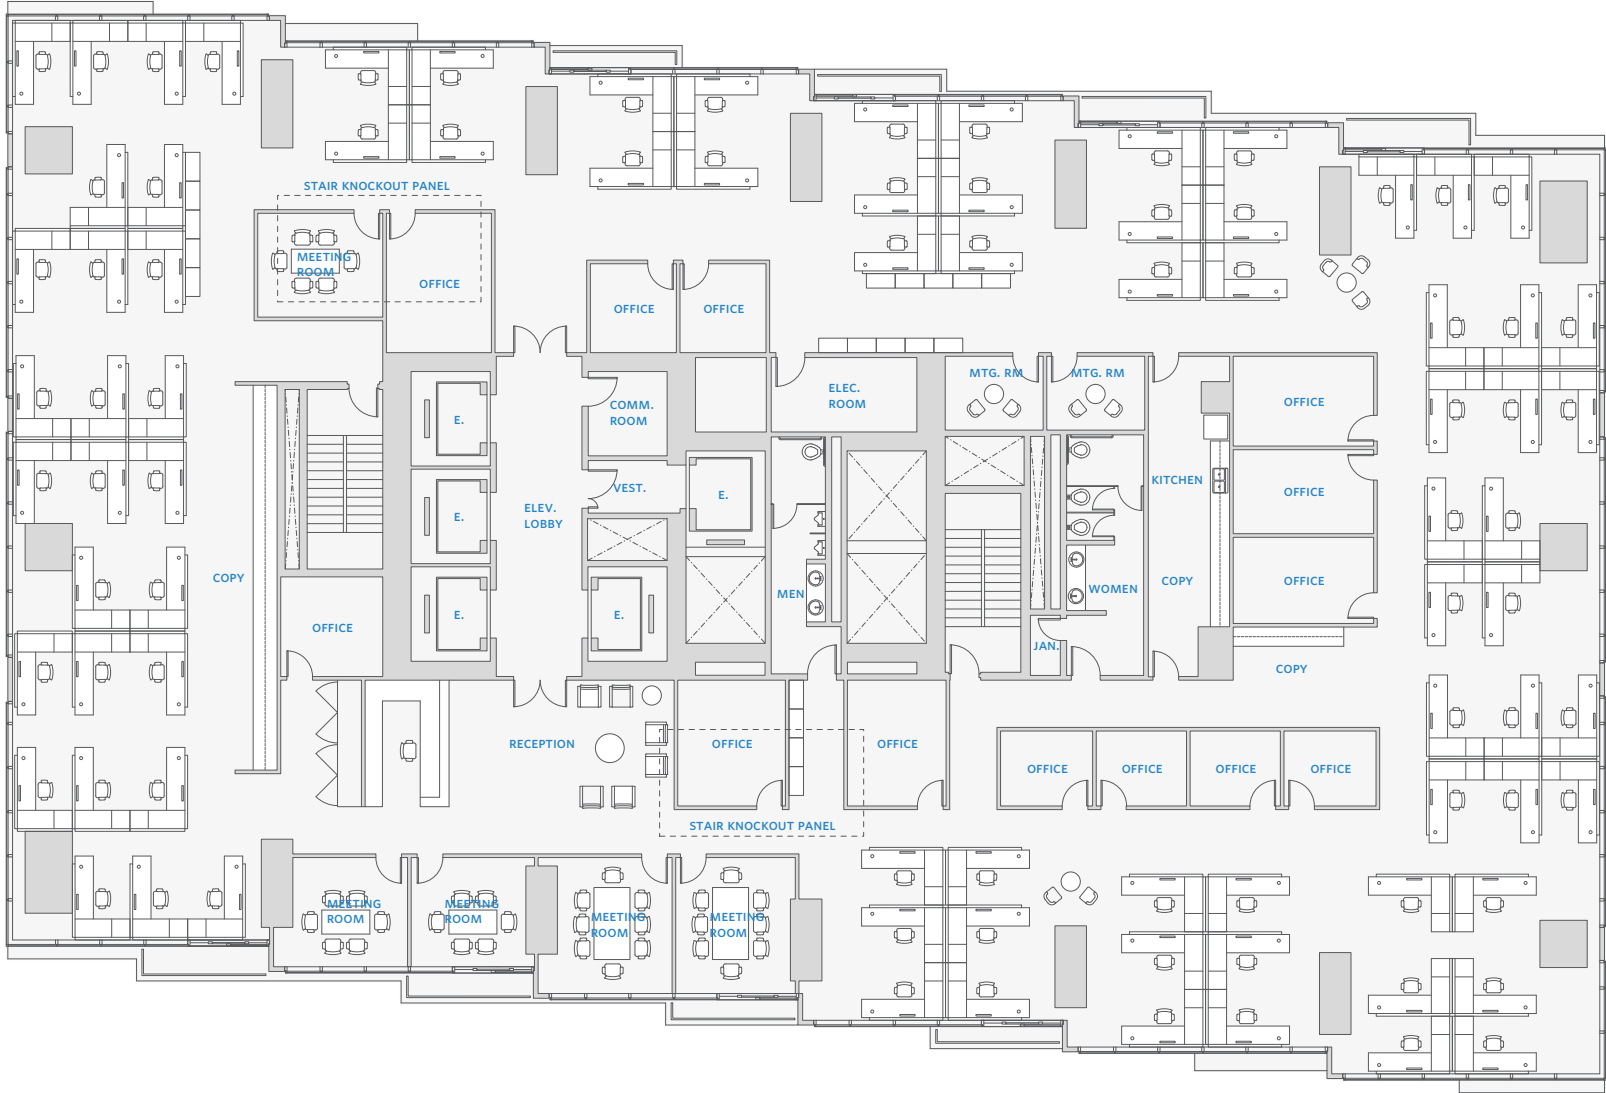 STAIR KNOCKOUT PANEL
MEETING
ROOM
OFFICE
OFFICE
OFFICE
MTG. RM
MTG. RM
ELEC.
ROOM
COMM.
ROOM
OFFICE
E.
E.
VEST.
E.
ELEV.
LOBBY
E.
KITCHEN
OFFICE
COPY
COPY
OFFICE
MEN
WOMEN
E.
E.
OFFICE
JAN.
COPY
RECEPTION
OFFICE
OFFICE
OFFICE
OFFICE
OFFICE
OFFICE
STAIR KNOCKOUT PANEL
MEETING
ROOM
MEETING
ROOM
MEETING
ROOM
MEETING
ROOM